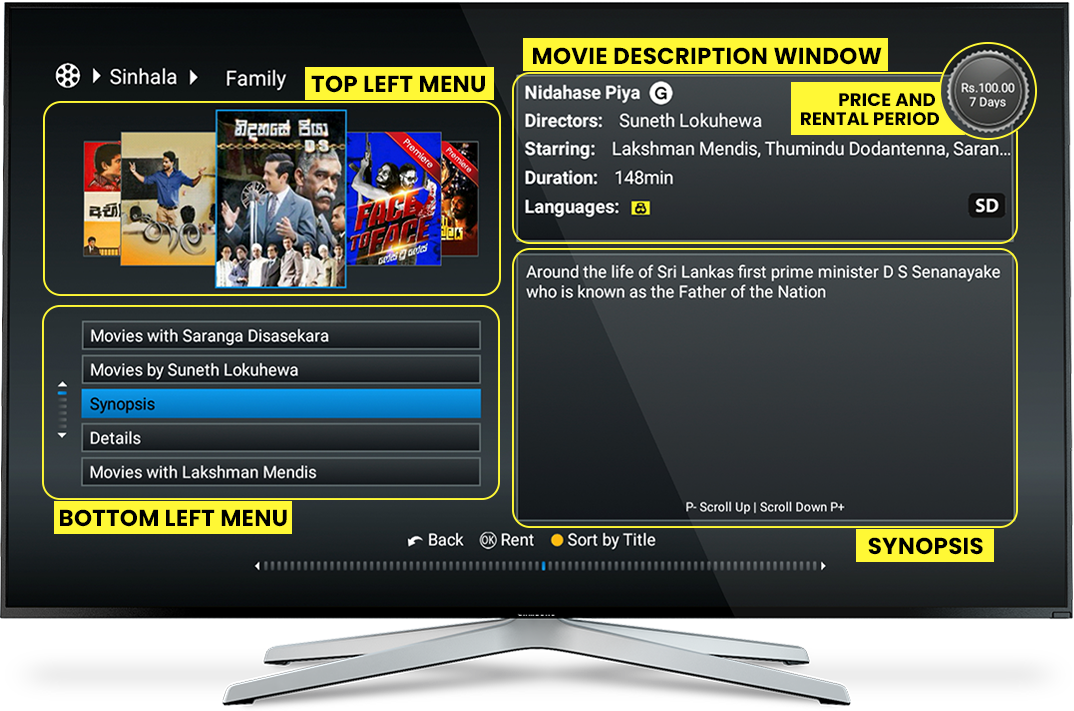 Sinhala
Family
TOP LEFT MENU
නිදහසේ පියා
D.S.
තාල
Premiere
Premiere
FACE
TO FACE
MOVIE DESCRIPTION WINDOW
Nidahase Piya G
Directors: Suneth Lokuhewa
Starring: Lakshman Mendis, Thumindu Dodantenna, Saran...
Duration: 148min
Languages:
SD
PRICE AND
RENTAL PERIOD
Rs.100.00
7 Days
Around the life of Sri Lankas first prime minister D S Senanayake
who is known as the Father of the Nation
P- Scroll Up | Scroll Down P+
SYNOPSIS
Movies with Saranga Disasekara
Movies by Suneth Lokuhewa
Synopsis
Details
Movies with Lakshman Mendis
BOTTOM LEFT MENU
Back OK Rent Sort by Title